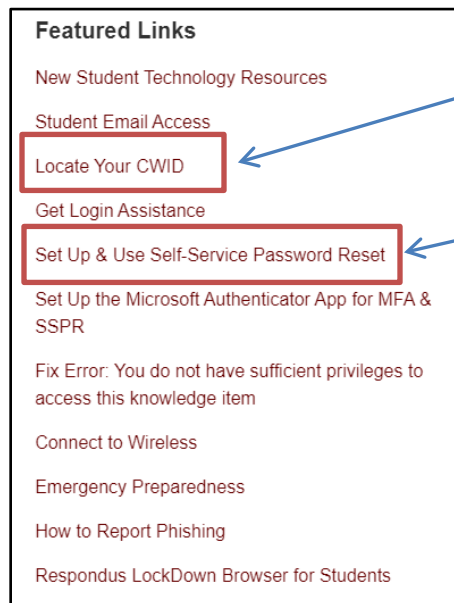 Featured Links
New Student Technology Resources
Student Email Access
Locate Your CWID
Get Login Assistance
Set Up & Use Self-Service Password Reset
Set Up the Microsoft Authenticator App for MFA &
SSPR
Fix Error: You do not have sufficient privileges to
access this knowledge item
Connect to Wireless
Emergency Preparedness
How to Report Phishing
Respondus LockDown Browser for Students